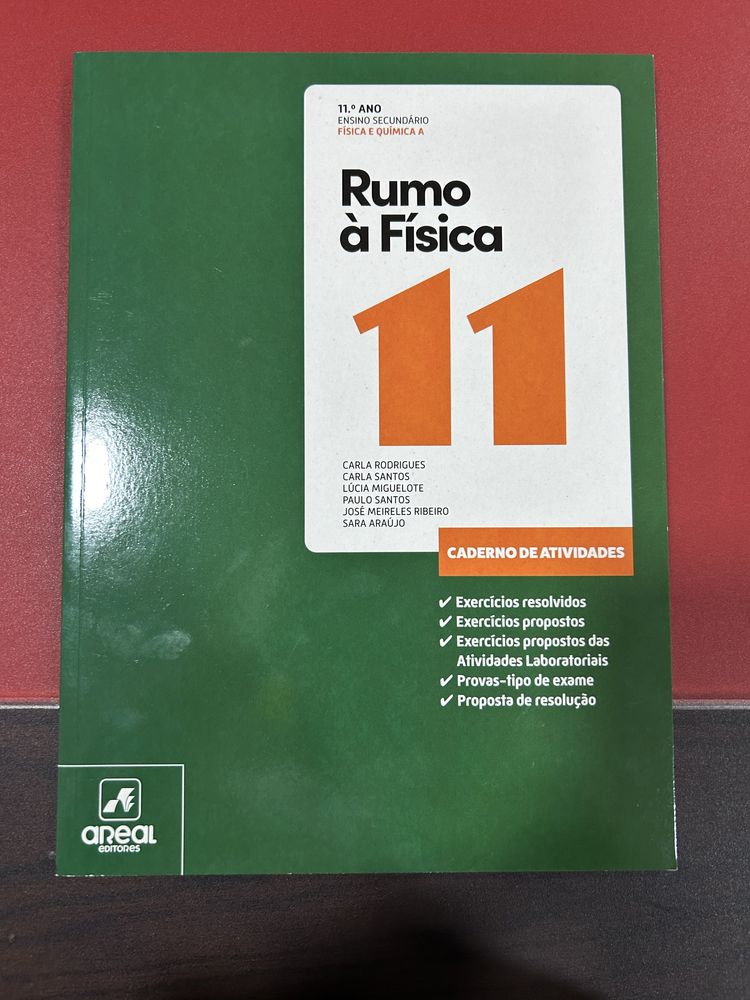 11.º ANO
ENSINO SECUNDÁRIO
FÍSICA E QUÍMICA A
Rumo
à Física
11
CARLA RODRIGUES
CARLA SANTOS
LÚCIA MIGUELOTE
PAULO SANTOS
JOSÉ MEIRELES RIBEIRO
SARA ARAÚJO
CADERNO DE ATIVIDADES
✔ Exercícios resolvidos
✔ Exercícios propostos
✔ Exercícios propostos das
Atividades Laboratoriais
✔ Provas-tipo de exame
✔ Proposta de resolução
aReaL
EDITORES